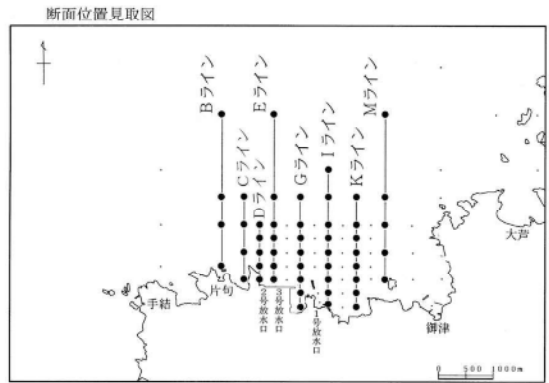 断面位置見取図
Bライン
Cライン
Dライン
Eライン
Gライン
Iライン
Kライン
Mライン
大芦
片句
手結
2号放水口
3号放水口
1号放水口
御津
0 500 1000m